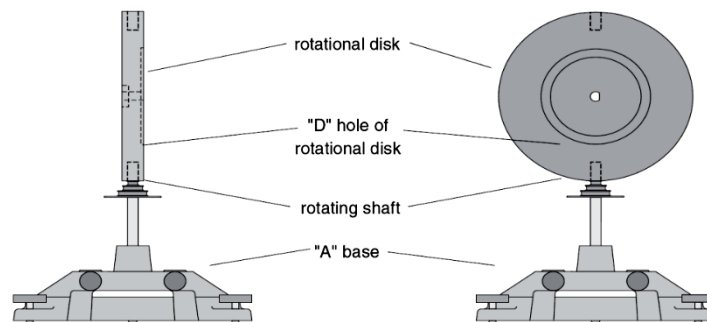 rotational disk
"D" hole of
rotational disk
rotating shaft
"A" base